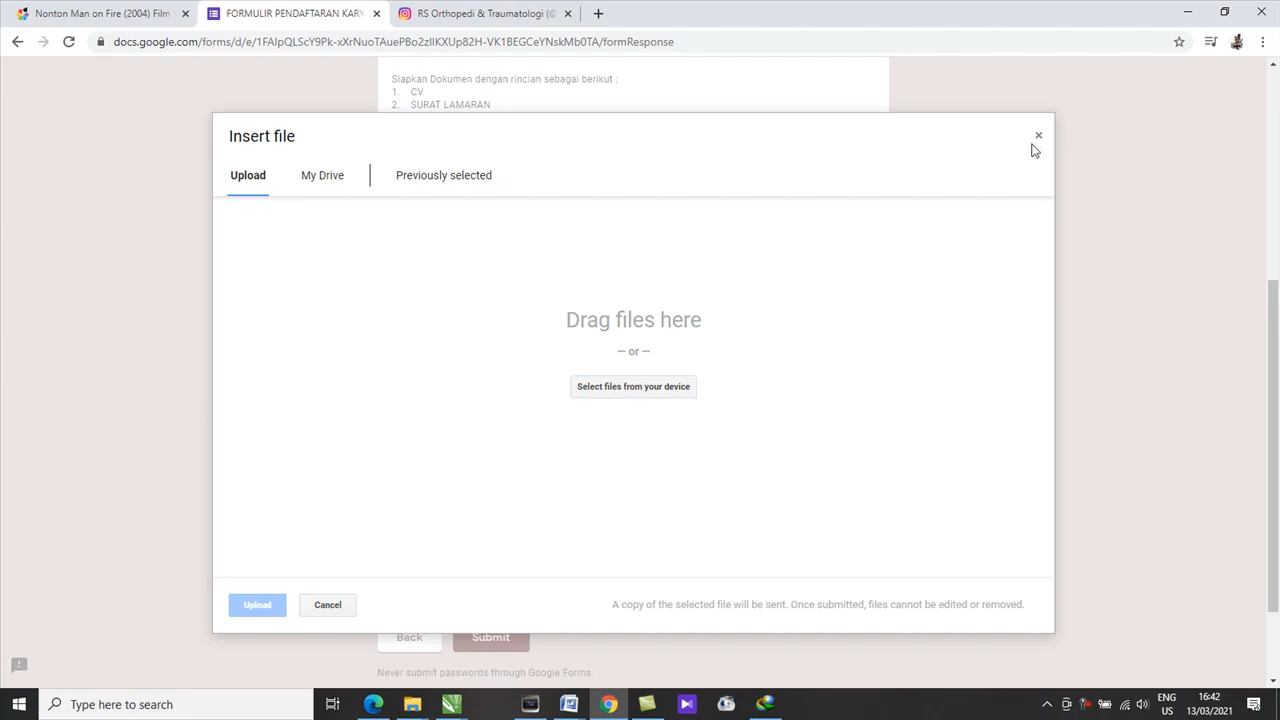 Nonton Man on Fire (2004) Film
FORMULIR PENDAFTARAN KARY
RS Orthopedi & Traumatologi (@
docs.google.com/forms/d/e/1FAIpQLScY9Pk-xXrNuoTAuePBo2zIlKXUp82H-VK1BEGCeYNskMb0TA/formResponse
Siapkan Dokumen dengan rincian sebagai berikut :
1. CV
2. SURAT LAMARAN
Insert file
Upload
My Drive
Previously selected
Drag files here
— or —
Select files from your device
Upload
Cancel
A copy of the selected file will be sent. Once submitted, files cannot be edited or removed.
Back
Submit
Never submit passwords through Google Forms.
Type here to search
ENG
US
16:42
13/03/2021